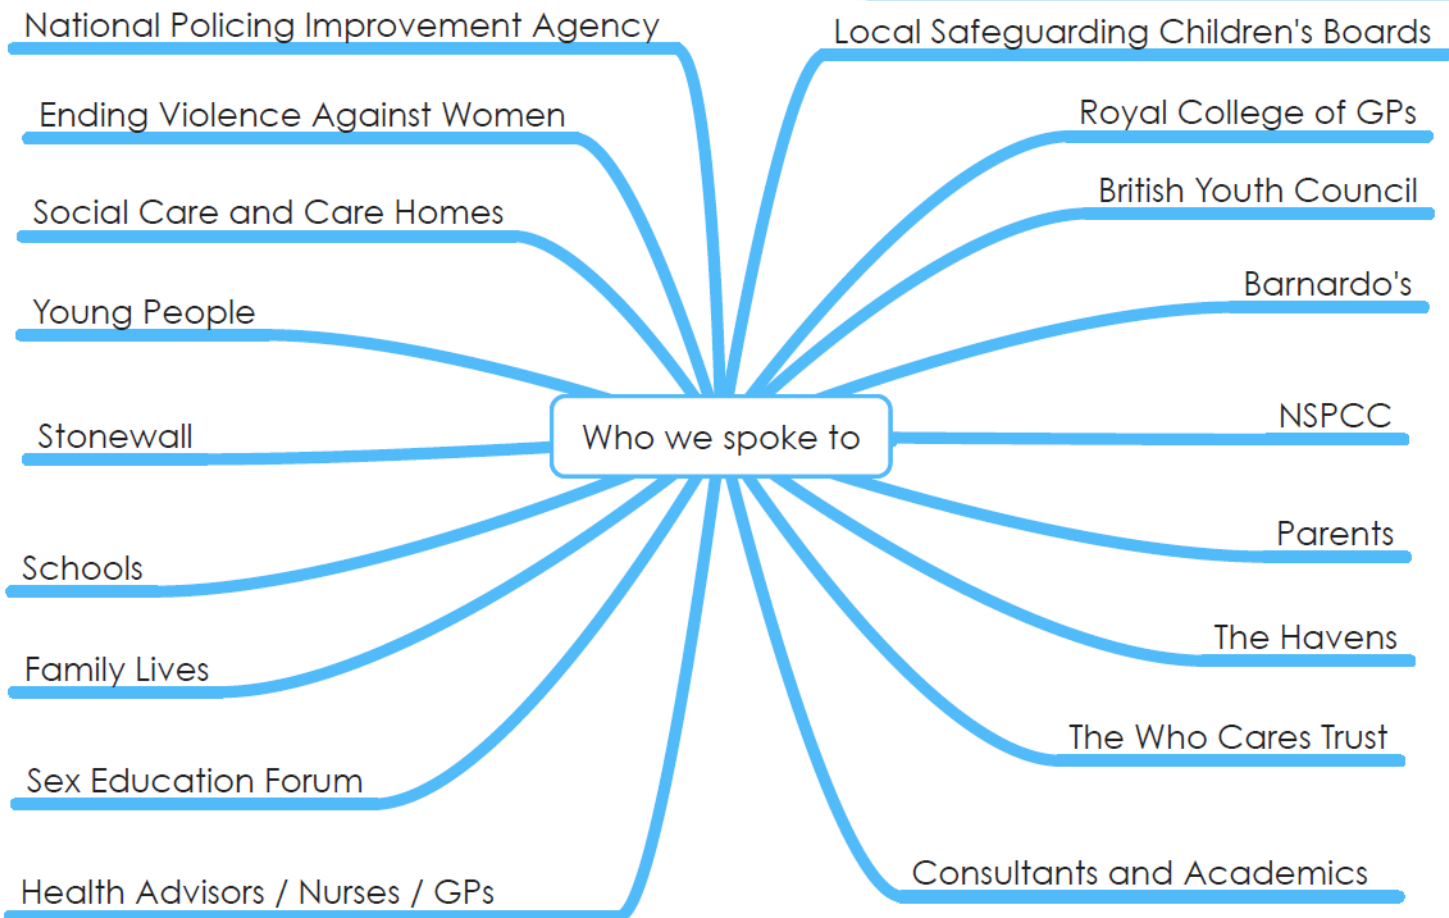 National Policing Improvement Agency
Ending Violence Against Women
Social Care and Care Homes
Young People
Stonewall
Schools
Family Lives
Sex Education Forum
Health Advisors / Nurses / GPs
Who we spoke to
Local Safeguarding Children's Boards
Royal College of GPs
British Youth Council
Barnardo's
NSPCC
Parents
The Havens
The Who Cares Trust
Consultants and Academics